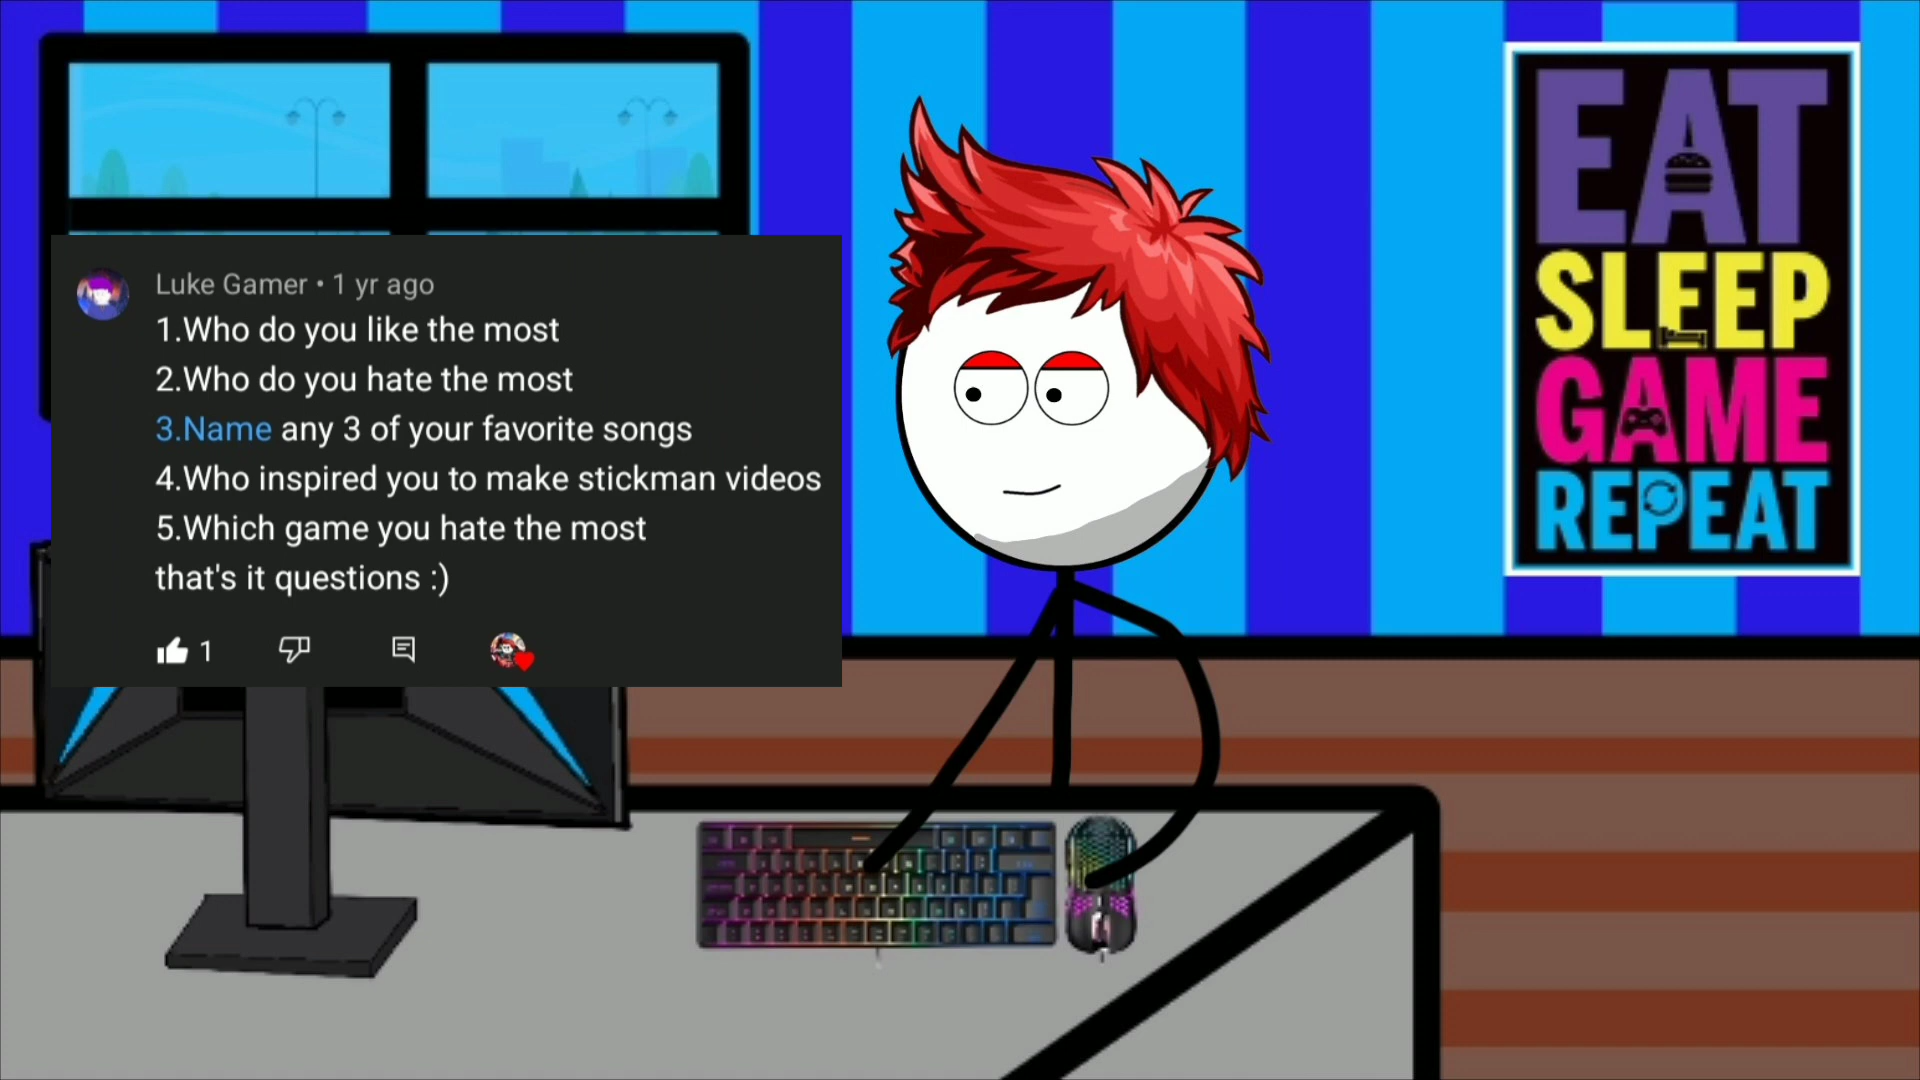 Luke Gamer • 1 yr ago
1.Who do you like the most
2.Who do you hate the most
3.Name any 3 of your favorite songs
4.Who inspired you to make stickman videos
5.Which game you hate the most
that's it questions :)
1
EAT
SLEEP
GAME
REPEAT